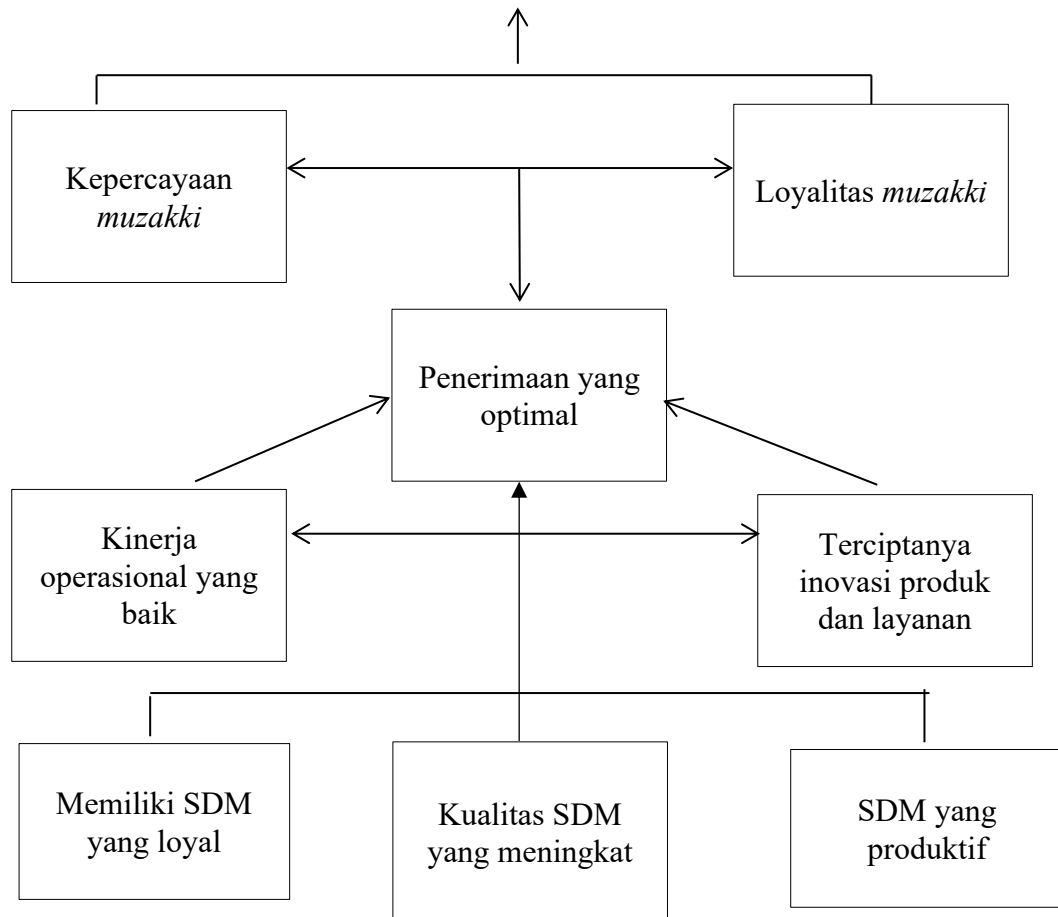 Kepercayaan
muzakki
Loyalitas muzakki
Penerimaan yang
optimal
Kinerja
operasional yang
baik
Terciptanya
inovasi produk
dan layanan
Memiliki SDM
yang loyal
Kualitas SDM
yang meningkat
SDM yang
produktif